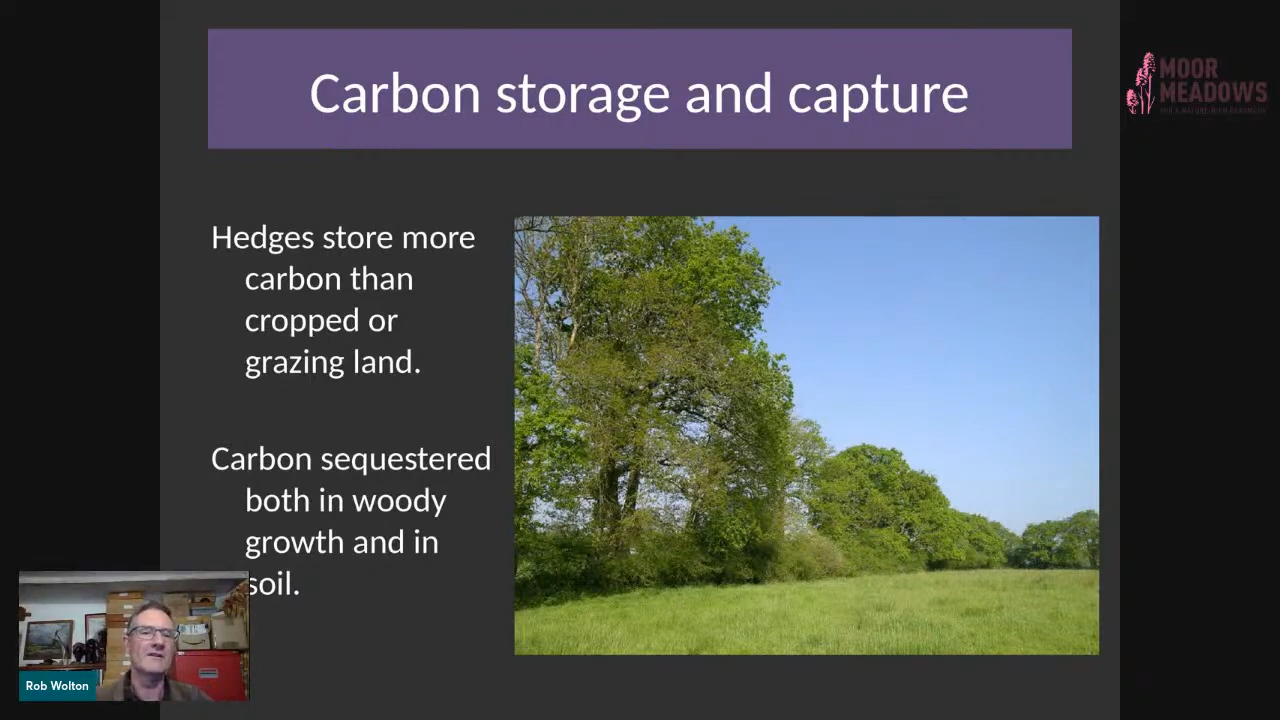 Carbon storage and capture
MOOR
MEADOWS
Hedges store more
carbon than
cropped or
grazing land.
Carbon sequestered
both in woody
growth and in
soil.
Rob Wolton